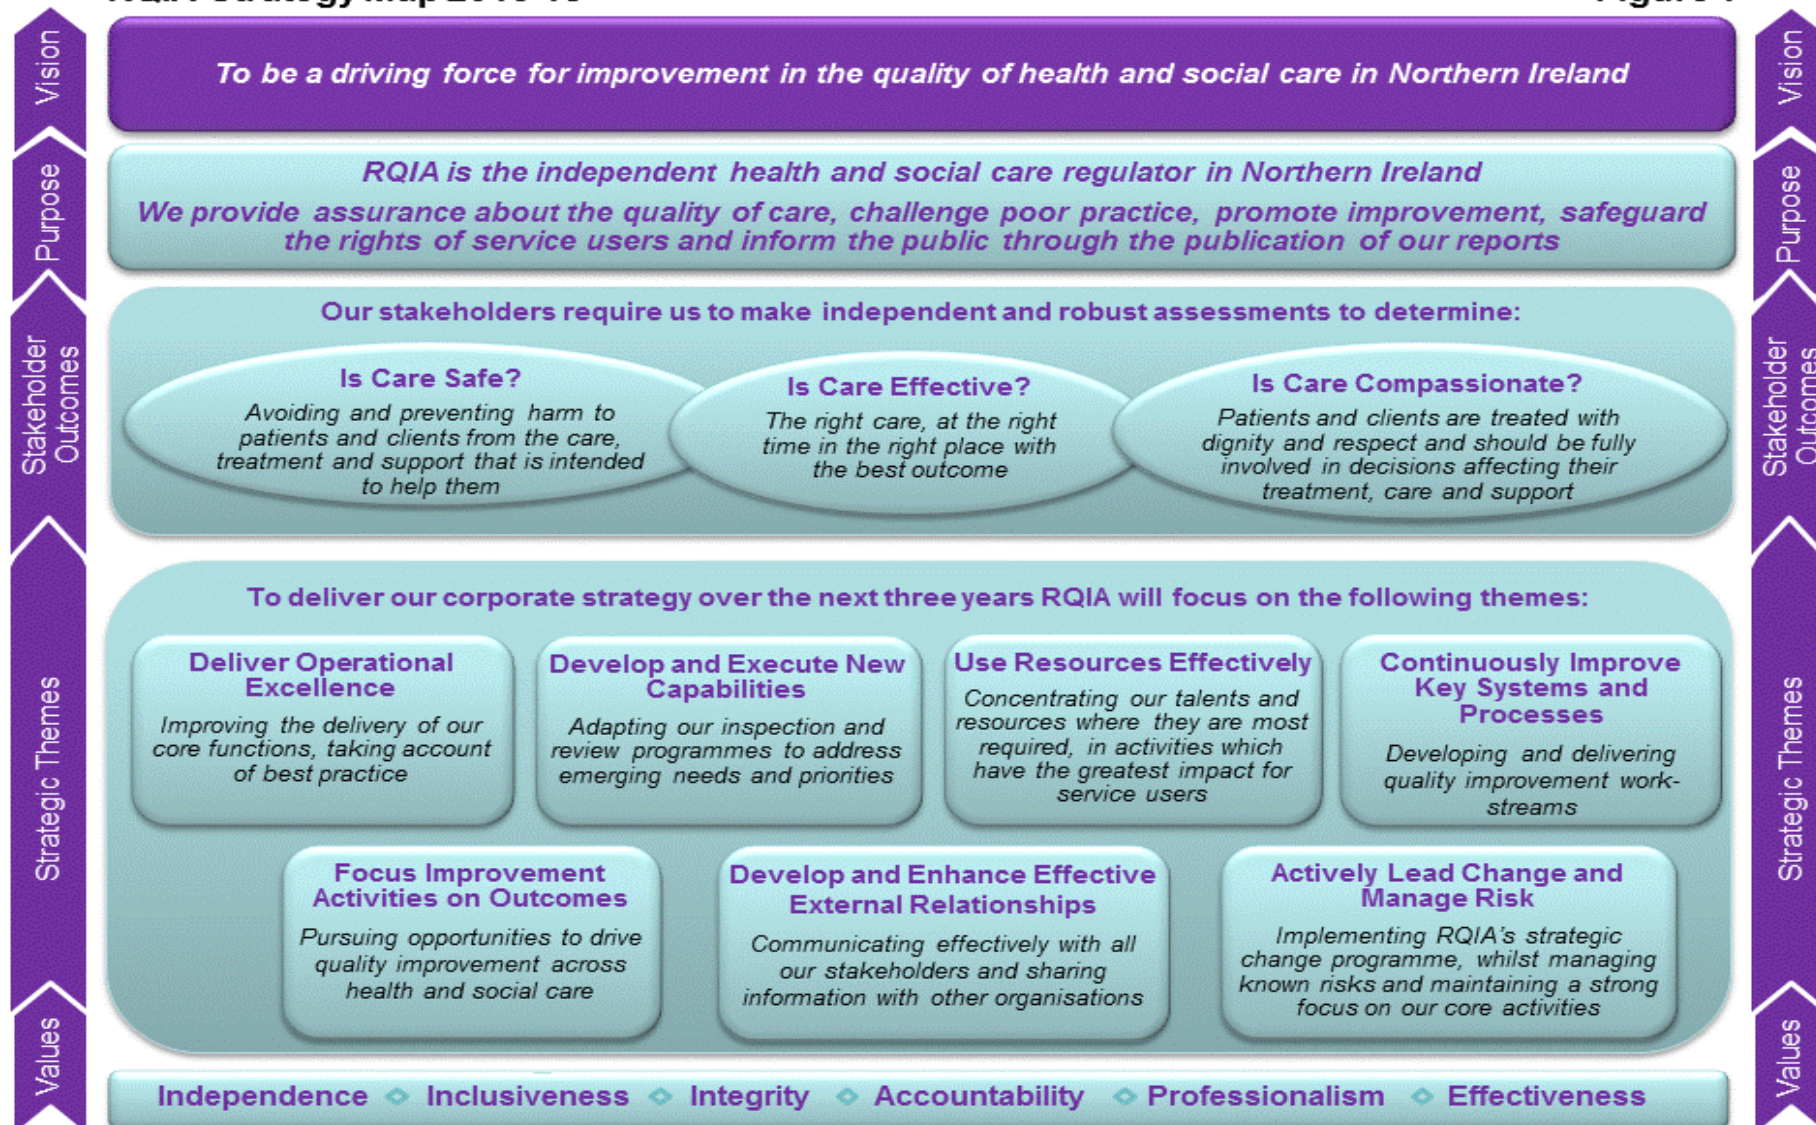 Vision
To be a driving force for improvement in the quality of health and social care in Northern Ireland
Vision
Purpose
RQIA is the independent health and social care regulator in Northern Ireland
We provide assurance about the quality of care, challenge poor practice, promote improvement, safeguard
the rights of service users and inform the public through the publication of our reports
Purpose
Stakeholder
Outcomes
Our stakeholders require us to make independent and robust assessments to determine:
Is Care Safe?
Avoiding and preventing harm to
patients and clients from the care,
treatment and support that is intended
to help them
Is Care Effective?
The right care, at the right
time in the right place with
the best outcome
Is Care Compassionate?
Patients and clients are treated with
dignity and respect and should be fully
involved in decisions affecting their
treatment, care and support
Stakeholder
Outcomes
Strategic Themes
To deliver our corporate strategy over the next three years RQIA will focus on the following themes:
Deliver Operational
Excellence
Improving the delivery of our
core functions, taking account
of best practice
Develop and Execute New
Capabilities
Adapting our inspection and
review programmes to address
emerging needs and priorities
Use Resources Effectively
Concentrating our talents and
resources where they are most
required, in activities which
have the greatest impact for
service users
Continuously Improve
Key Systems and
Processes
Developing and delivering
quality improvement work-
streams
Focus Improvement
Activities on Outcomes
Pursuing opportunities to drive
quality improvement across
health and social care
Develop and Enhance Effective
External Relationships
Communicating effectively with all
our stakeholders and sharing
information with other organisations
Actively Lead Change and
Manage Risk
Implementing RQIA's strategic
change programme, whilst managing
known risks and maintaining a strong
focus on our core activities
Strategic Themes
Values
Independence ◇ Inclusiveness ◇ Integrity ◇ Accountability ◇ Professionalism ◇ Effectiveness
Values